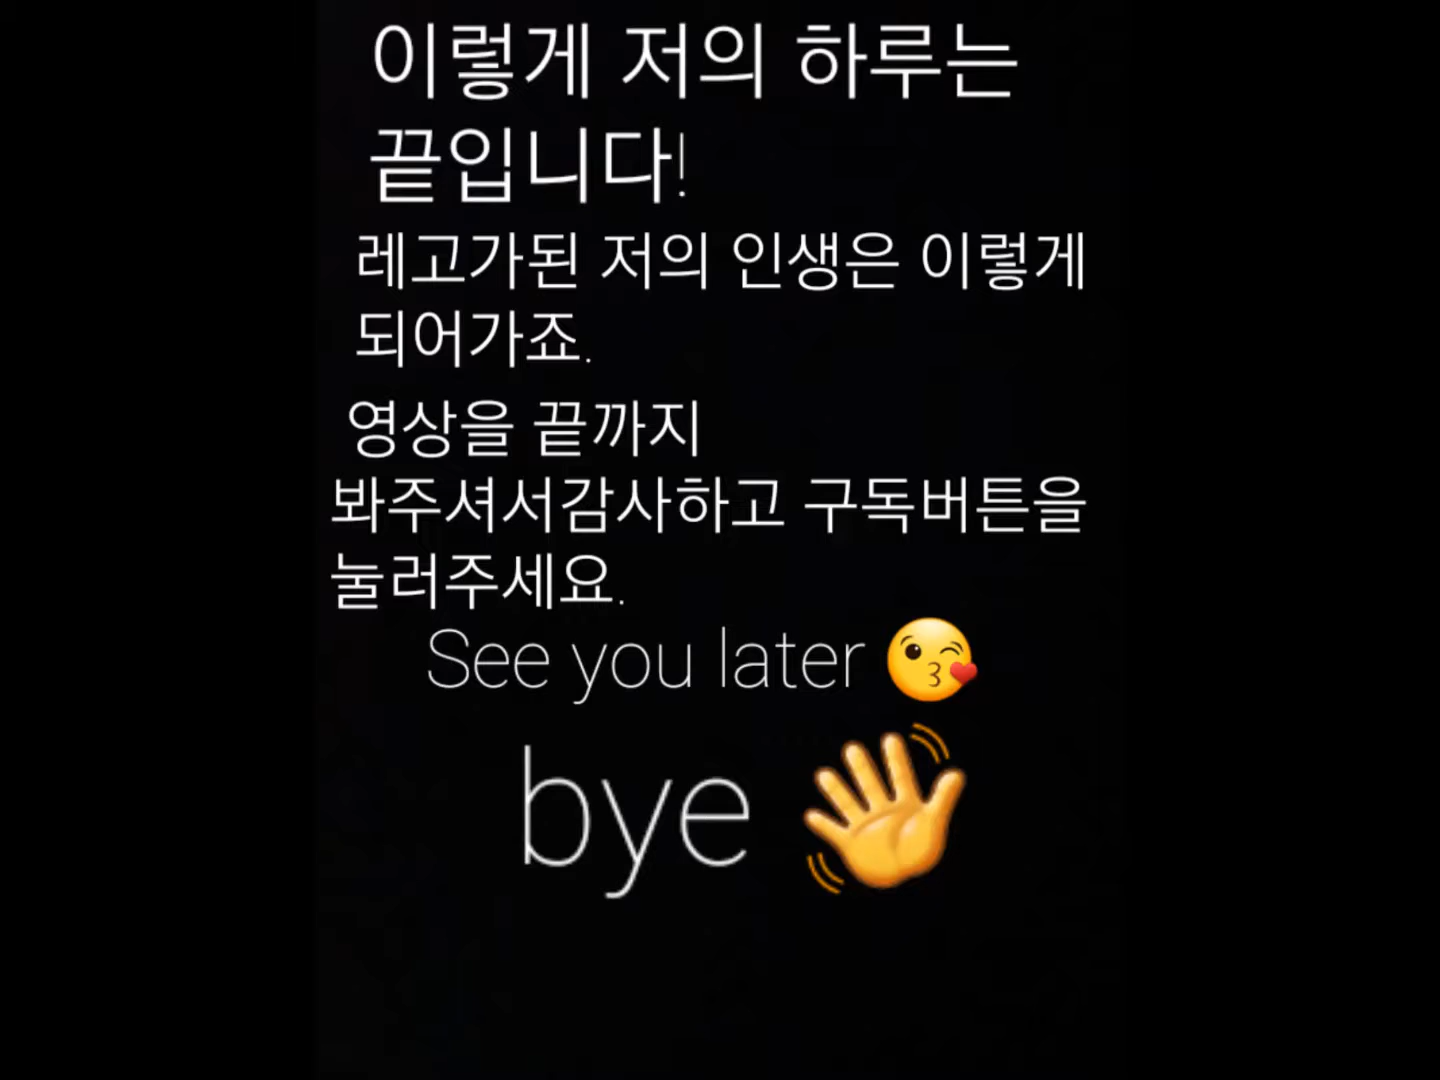 이렇게 저의 하루는
끝입니다!
레고가된 저의 인생은 이렇게
되어가죠.
영상을 끝까지
봐주셔서감사하고 구독버튼을
눌러주세요.
See you later 😘
bye 👋